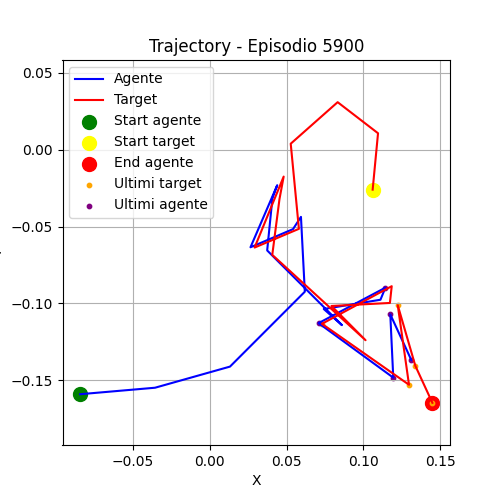 Trajectory - Episodio 5900
Agente
Target
Start agente
Start target
End agente
Ultimi target
Ultimi agente
0.05
0.00
−0.05
−0.10
−0.15
−0.05
0.00
0.05
0.10
0.15
X